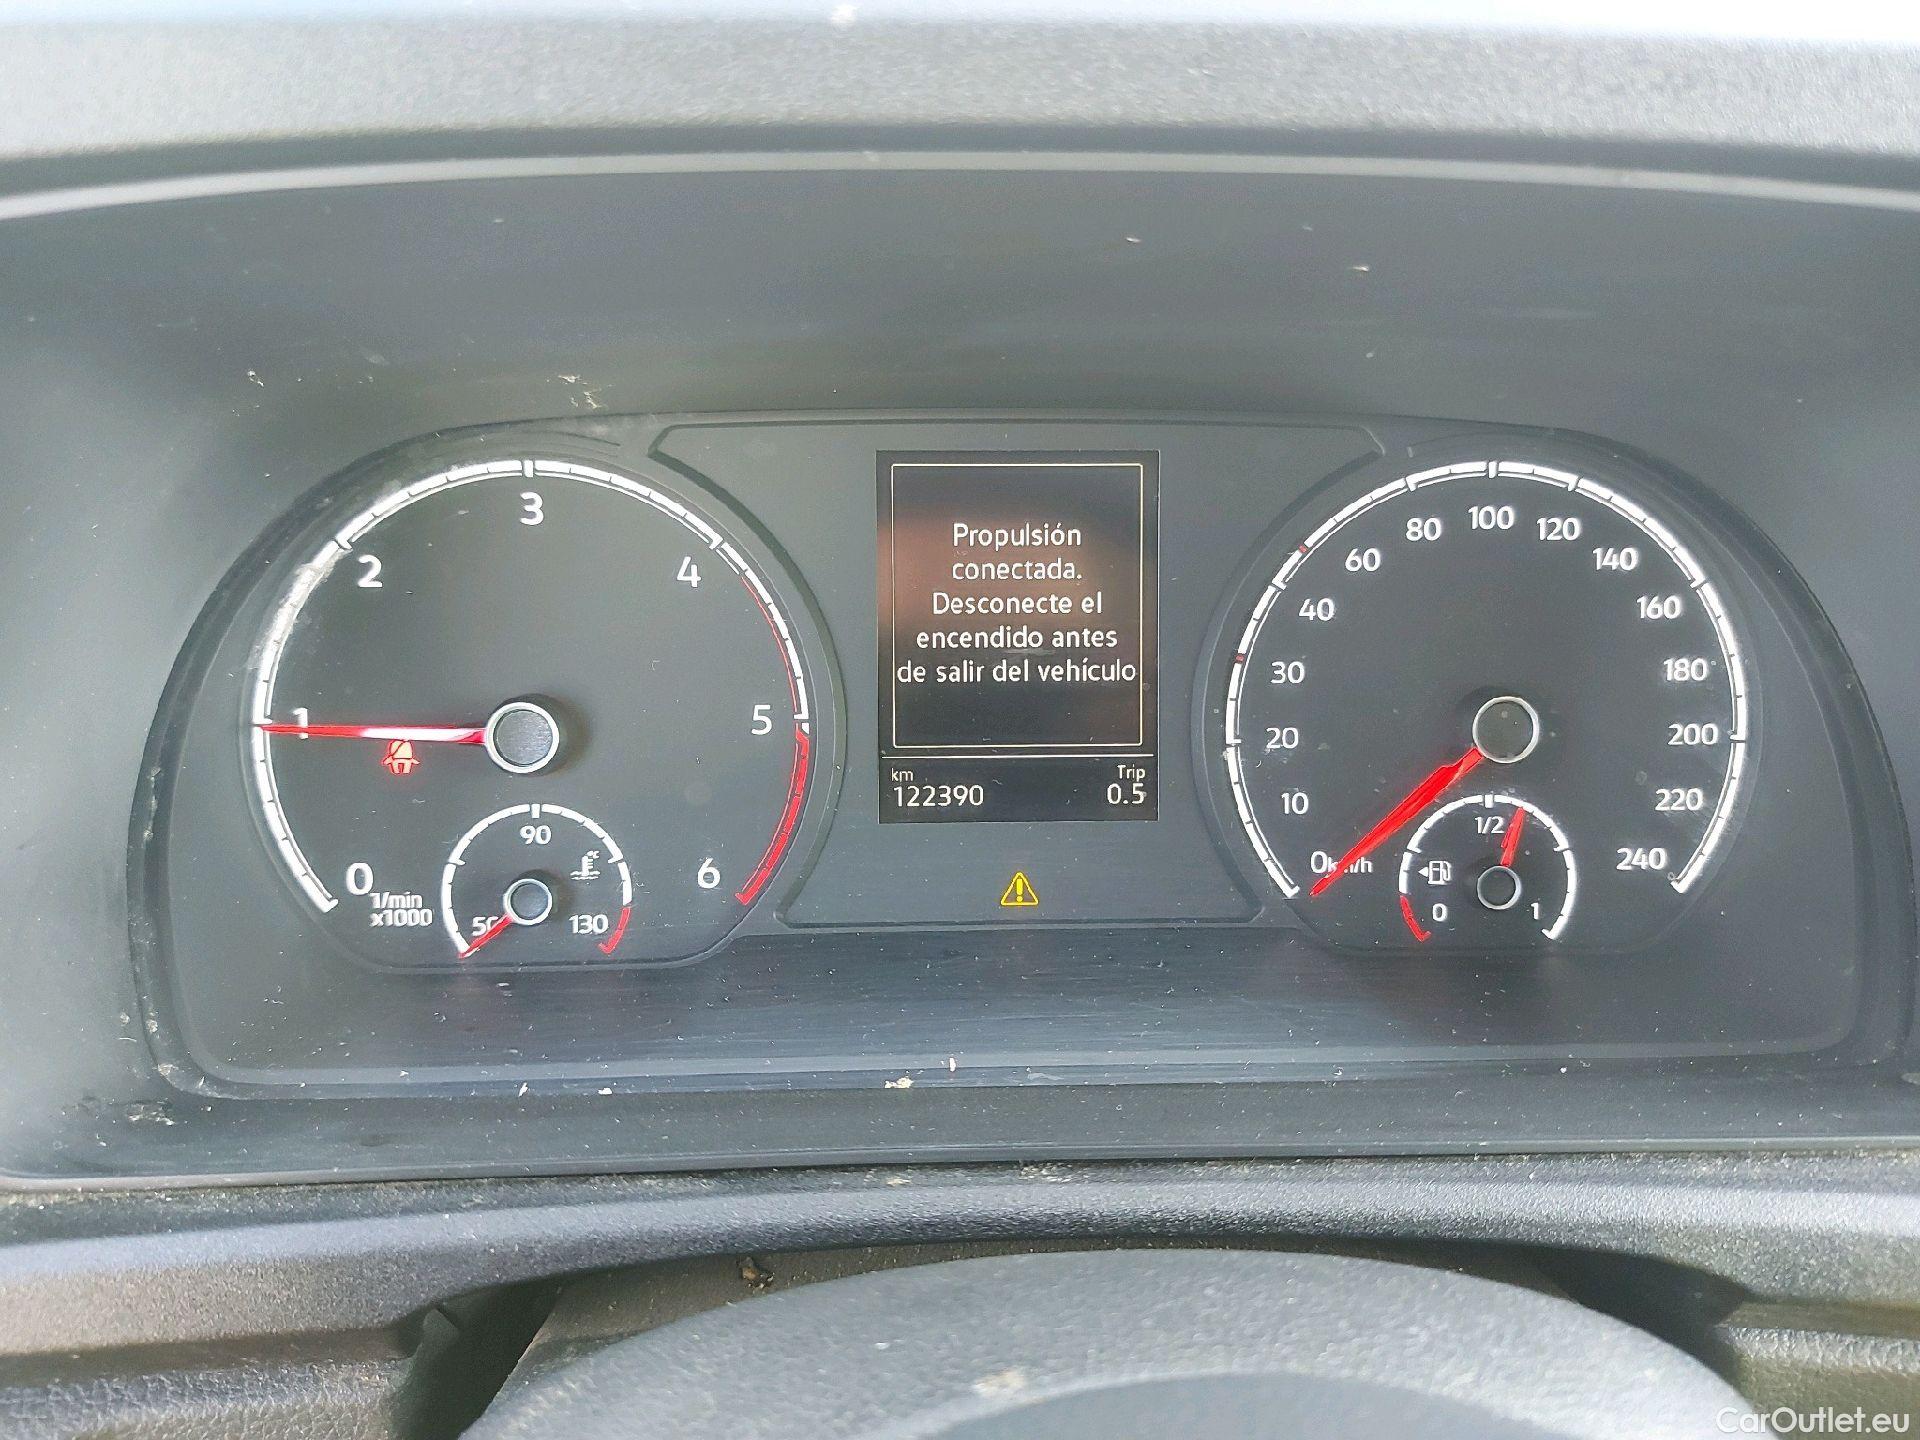 Propulsión
conectada.
Desconecte el
encendido antes
de salir del vehículo
km
122390
Trip
0.5
0
1
2
3
4
5
6
1/min
x1000
50
90
130
°C
0km/h
10
20
30
40
60
80
100
120
140
160
180
200
220
240
0
1/2
1
CarOutlet.eu